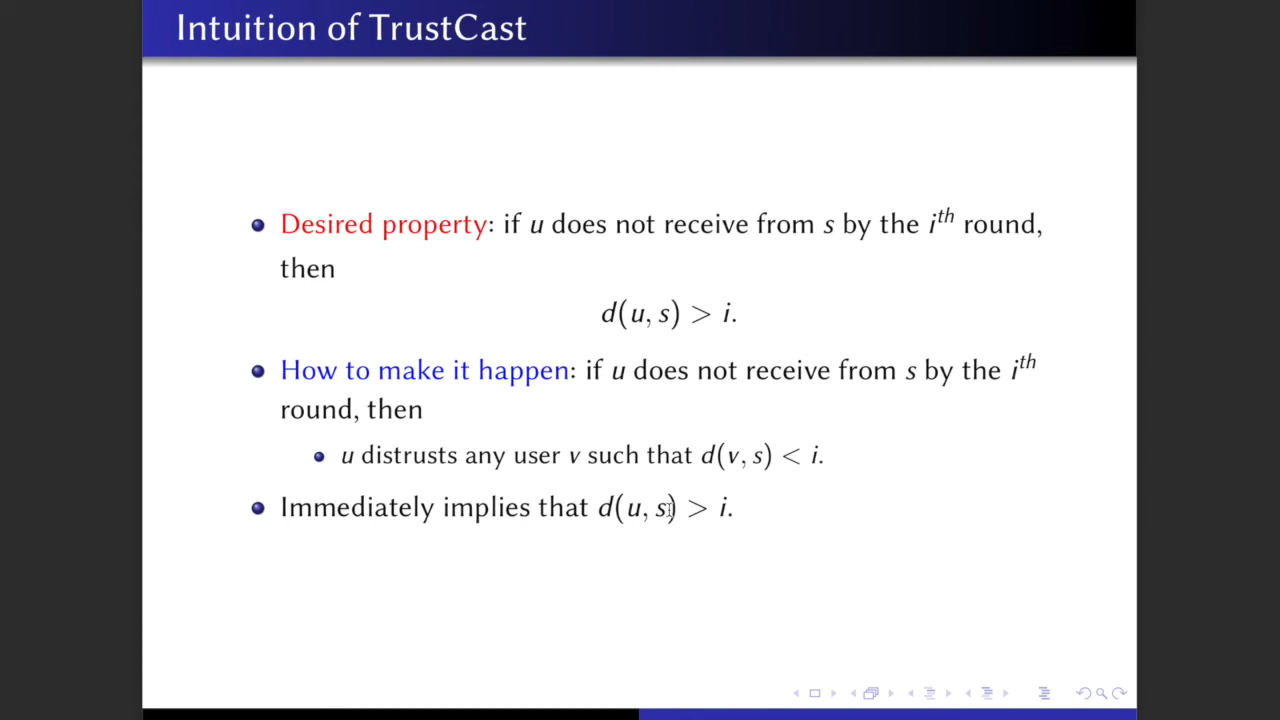 Intuition of TrustCast
Desired property: if u does not receive from s by the i^th round,
then
d(u, s) > i.
How to make it happen: if u does not receive from s by the i^th
round, then
u distrusts any user v such that d(v, s) < i.
Immediately implies that d(u, s) > i.